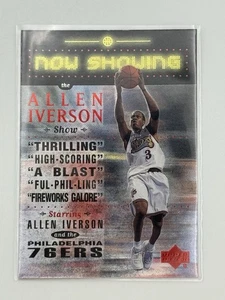 NOW SHOWING
the
ALLEN
IVERSON
Show
"THRILLING"
"HIGH-SCORING"
"A BLAST"
"FUL-PHIL-LING"
"FIREWORKS GALORE"
Starring
ALLEN IVERSON
and the
PHILADELPHIA
76ERS
3